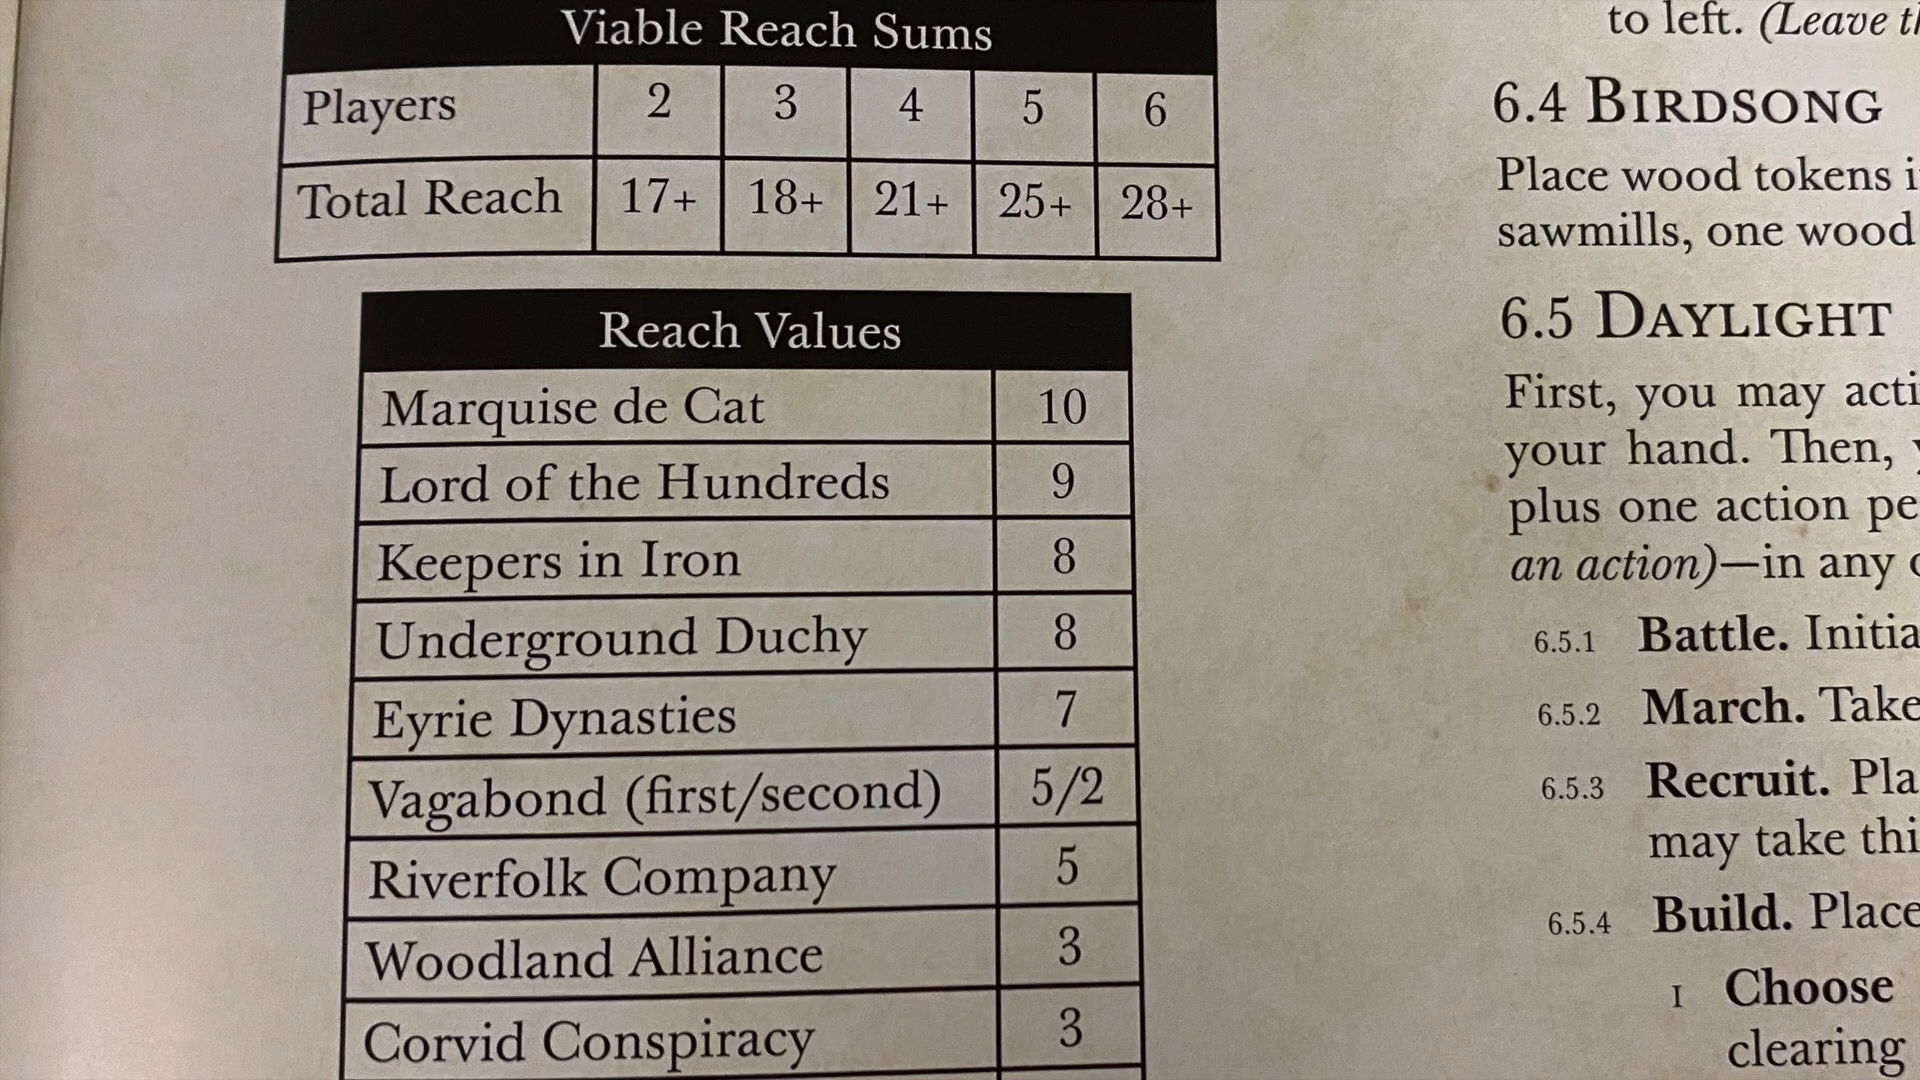 Viable Reach Sums
Players 2 3 4 5 6
Total Reach 17+ 18+ 21+ 25+ 28+
Reach Values
Marquise de Cat 10
Lord of the Hundreds 9
Keepers in Iron 8
Underground Duchy 8
Eyrie Dynasties 7
Vagabond (first/second) 5/2
Riverfolk Company 5
Woodland Alliance 3
Corvid Conspiracy 3
to left. (Leave
6.4 BIRDSONG
Place wood tokens
sawmills, one wood
6.5 DAYLIGHT
First, you may
your hand. Then,
plus one action
an action)—in any
6.5.1 Battle.
6.5.2 March. Take
6.5.3 Recruit.
may take
6.5.4 Build. Place
I Choose
clearing